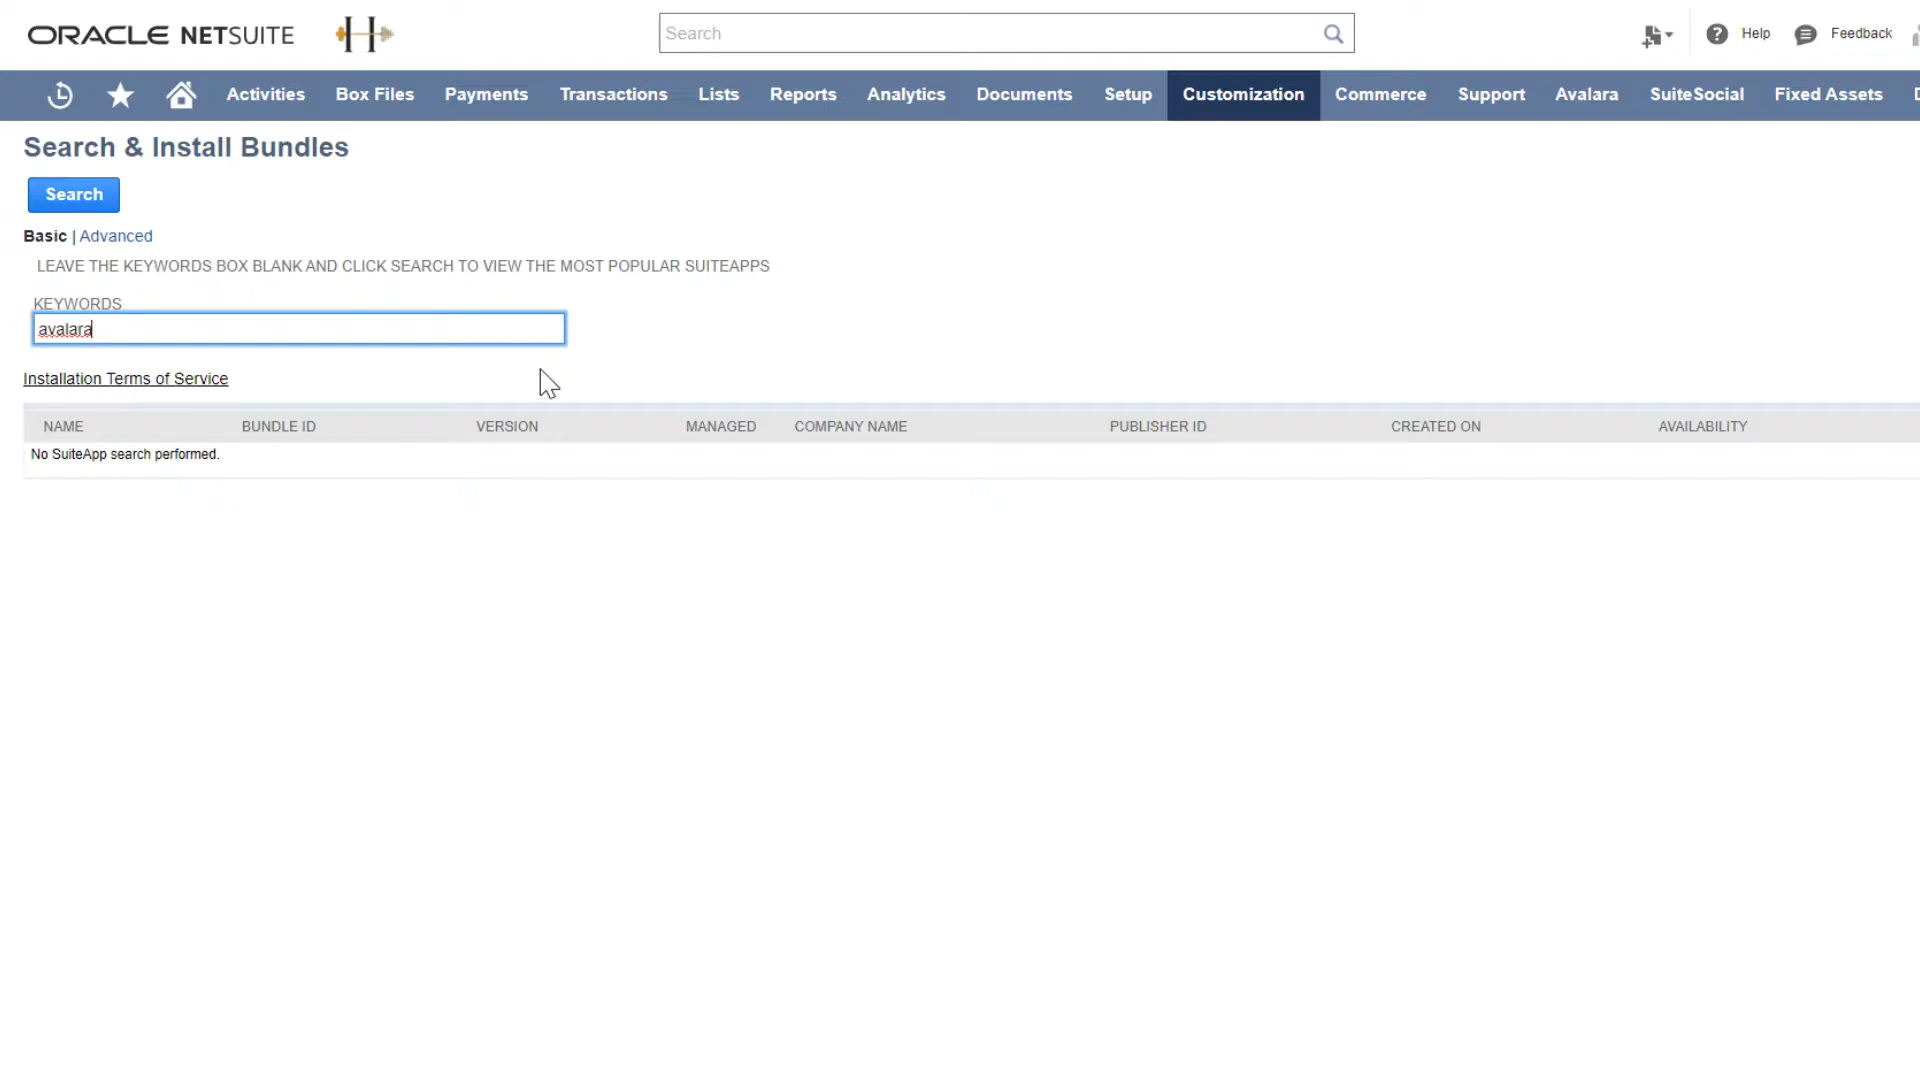 ORACLE NETSUITE H Search Help Feedback
Activities Box Files Payments Transactions Lists Reports Analytics Documents Setup Customization Commerce Support Avalara SuiteSocial Fixed Assets
Search & Install Bundles
Search
Basic | Advanced
LEAVE THE KEYWORDS BOX BLANK AND CLICK SEARCH TO VIEW THE MOST POPULAR SUITEAPPS
KEYWORDS
avalara
Installation Terms of Service
NAME BUNDLE ID VERSION MANAGED COMPANY NAME PUBLISHER ID CREATED ON AVAILABILITY
No SuiteApp search performed.